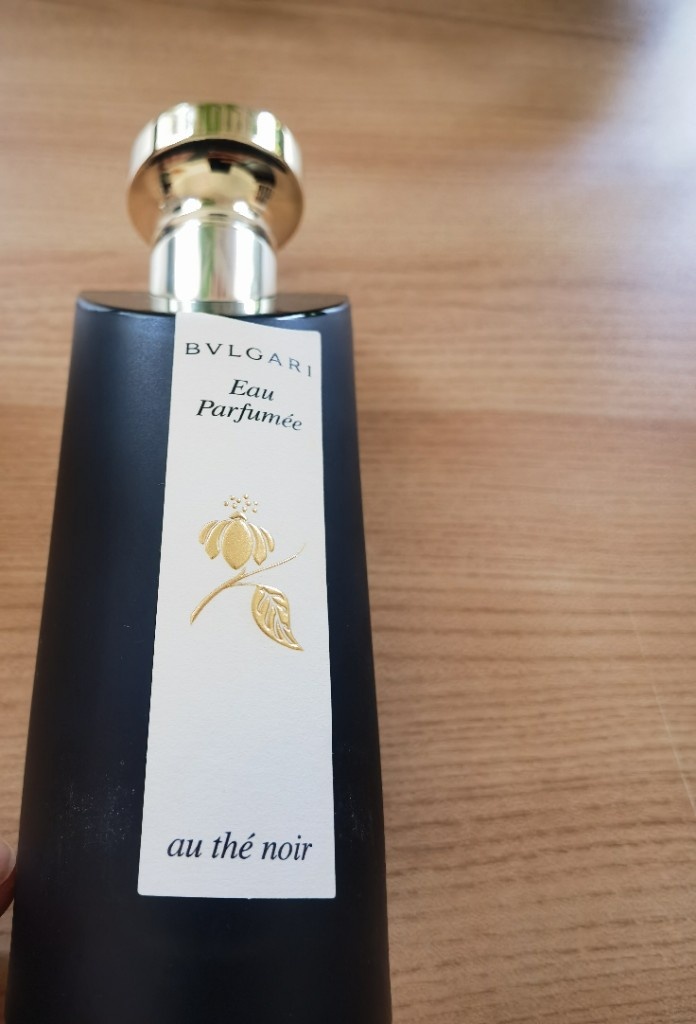 BVLGARI
Eau
Parfumée
au thé noir